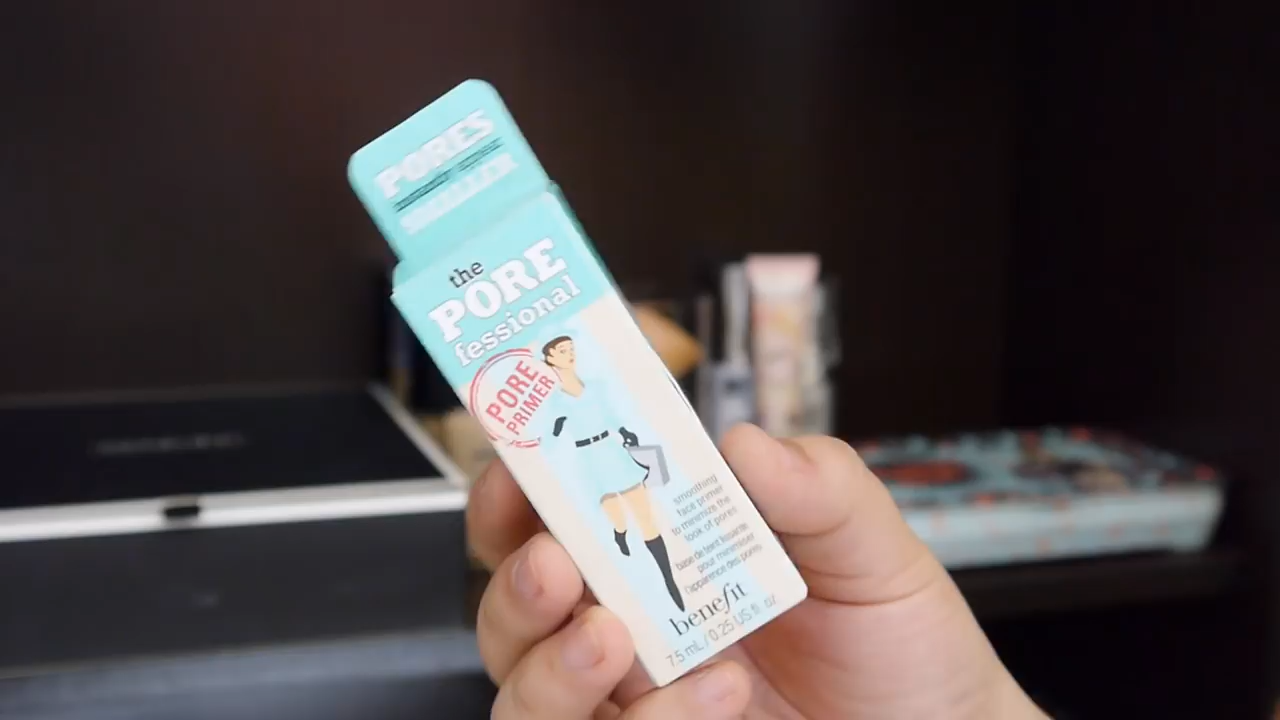 PORES
the
PORE
fessional
PORE
PRIMER
smoothing
face primer
to minimize the
look of pores
base de teint lissante
pour minimiser
l'apparence des pores
benefit
7.5 mL / 0.25 US fl. oz